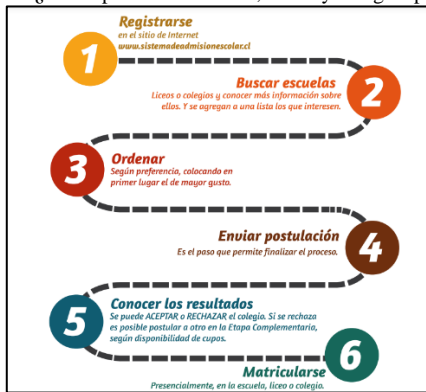 1
Registrarse
en el sitio de Internet
www.sistemadeadmisionescolar.cl
Buscar escuelas
2
Liceos o colegios y conocer más información sobre
ellos. Y se agregan a una lista los que interesen.
3
Ordenar
Según preferencia, colocando en
primer lugar el de mayor gusto.
Enviar postulación
4
Es el paso que permite finalizar el proceso.
5
Conocer los resultados
Se puede ACEPTAR o RECHAZAR el colegio. Si se rechaza
es posible postular a otro en la Etapa Complementaria,
según disponibilidad de cupos.
6
Matricularse
Presencialmente, en la escuela, liceo o colegio.